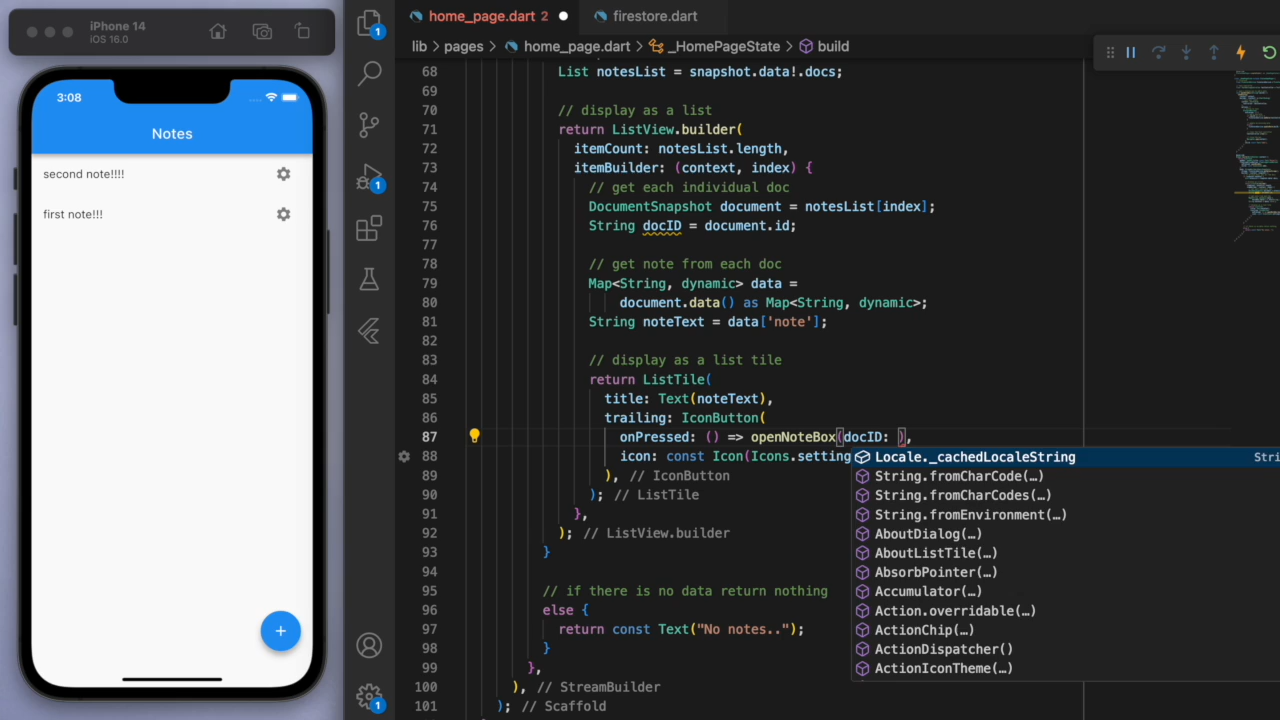 iPhone 14
iOS 16.0
3:08
Notes
second note!!!!
first note!!!
+
1
1
1
home_page.dart 2
firestore.dart
lib > pages > home_page.dart > _HomePageState > build
68 List notesList = snapshot.data!.docs;
69
70 // display as a list
71 return ListView.builder(
72 itemCount: notesList.length,
73 itemBuilder: (context, index) {
74 // get each individual doc
75 DocumentSnapshot document = notesList[index];
76 String docID = document.id;
77
78 // get note from each doc
79 Map<String, dynamic> data =
80 document.data() as Map<String, dynamic>;
81 String noteText = data['note'];
82
83 // display as a list tile
84 return ListTile(
85 title: Text(noteText),
86 trailing: IconButton(
87 onPressed: () => openNoteBox(docID: ),
88 icon: const Icon(Icons.setting
89 ), // IconButton
90 ); // ListTile
91 },
92 ); // ListView.builder
93 }
94
95 // if there is no data return nothing
96 else {
97 return const Text("No notes..");
98 }
99 },
100 ), // StreamBuilder
101 ); // Scaffold
Locale._cachedLocaleString Stri
String.fromCharCode(…)
String.fromCharCodes(…)
String.fromEnvironment(…)
AboutDialog(…)
AboutListTile(…)
AbsorbPointer(…)
Accumulator(…)
Action.overridable(…)
ActionChip(…)
ActionDispatcher()
ActionIconTheme(…)